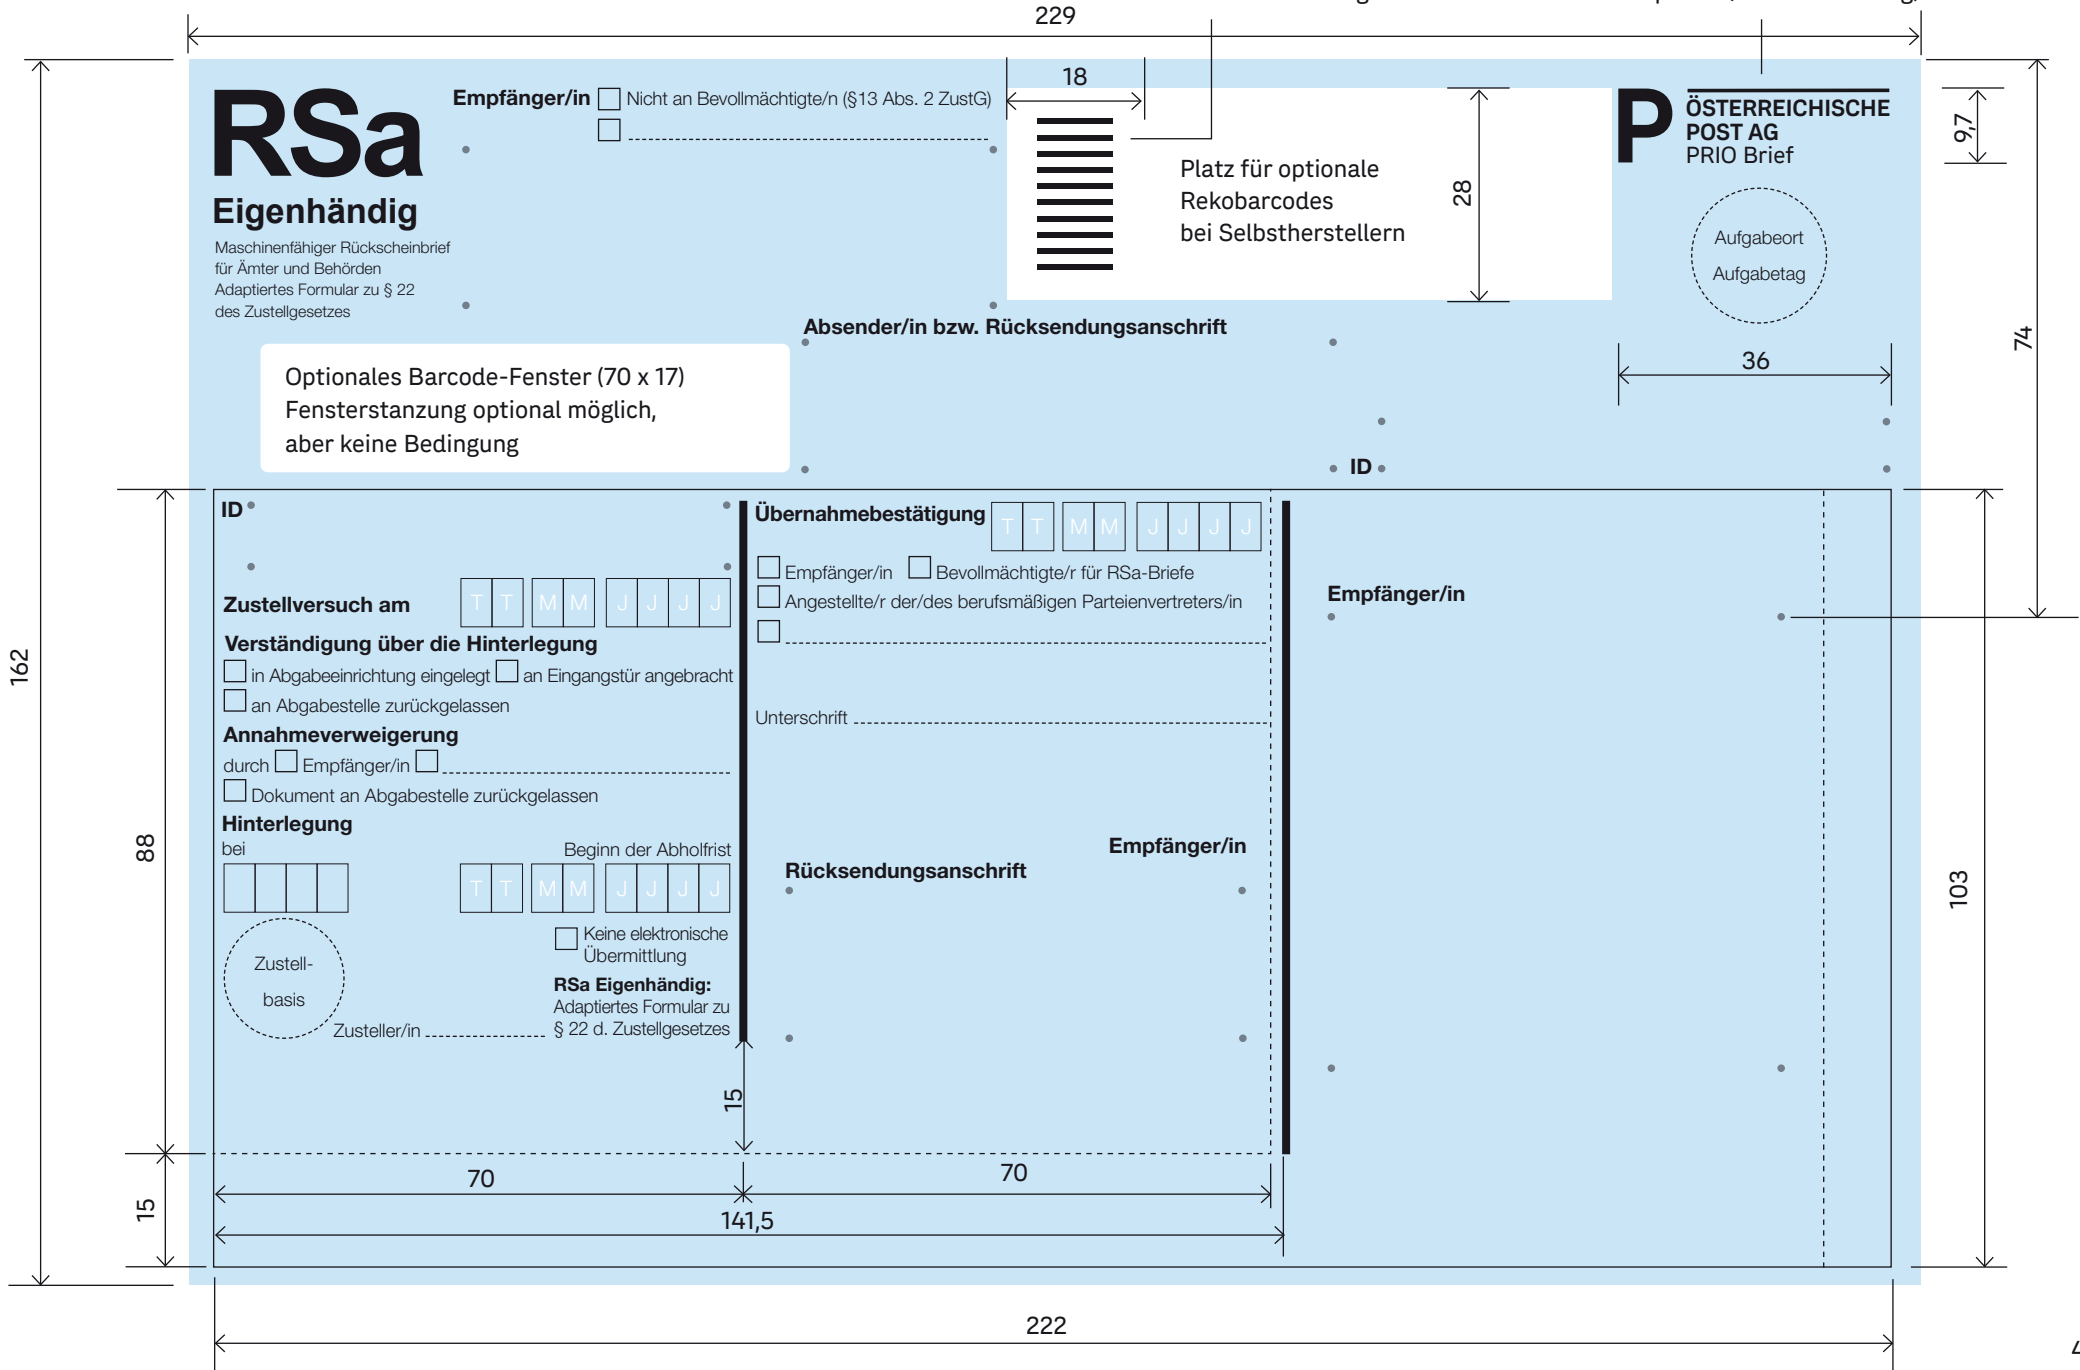 229
18
RSa
Empfänger/in Nicht an Bevollmächtigte/n (§13 Abs. 2 ZustG)
Eigenhändig
Maschinenfähiger Rückscheinbrief
für Ämter und Behörden
Adaptiertes Formular zu § 22
des Zustellgesetzes
Platz für optionale
Rekobarcodes
bei Selbstherstellern
28
P
ÖSTERREICHISCHE
POST AG
PRIO Brief
9,7
Aufgabeort
Aufgabetag
36
74
Absender/in bzw. Rücksendungsanschrift
Optionales Barcode-Fenster (70 x 17)
Fensterstanzung optional möglich,
aber keine Bedingung
ID
162
88
15
ID
Zustellversuch am T T M M J J J J
Verständigung über die Hinterlegung
in Abgabeeinrichtung eingelegt an Eingangstür angebracht
an Abgabestelle zurückgelassen
Annahmeverweigerung
durch Empfänger/in
Dokument an Abgabestelle zurückgelassen
Hinterlegung
bei Beginn der Abholfrist
T T M M J J J J
Keine elektronische
Übermittlung
Zustell-
basis
RSa Eigenhändig:
Adaptiertes Formular zu
§ 22 d. Zustellgesetzes
Zusteller/in
Übernahmebestätigung T T M M J J J J
Empfänger/in Bevollmächtigte/r für RSa-Briefe
Angestellte/r der/des berufsmäßigen Parteienvertreters/in
Unterschrift
Empfänger/in
Rücksendungsanschrift
Empfänger/in
15
103
70
70
141,5
222